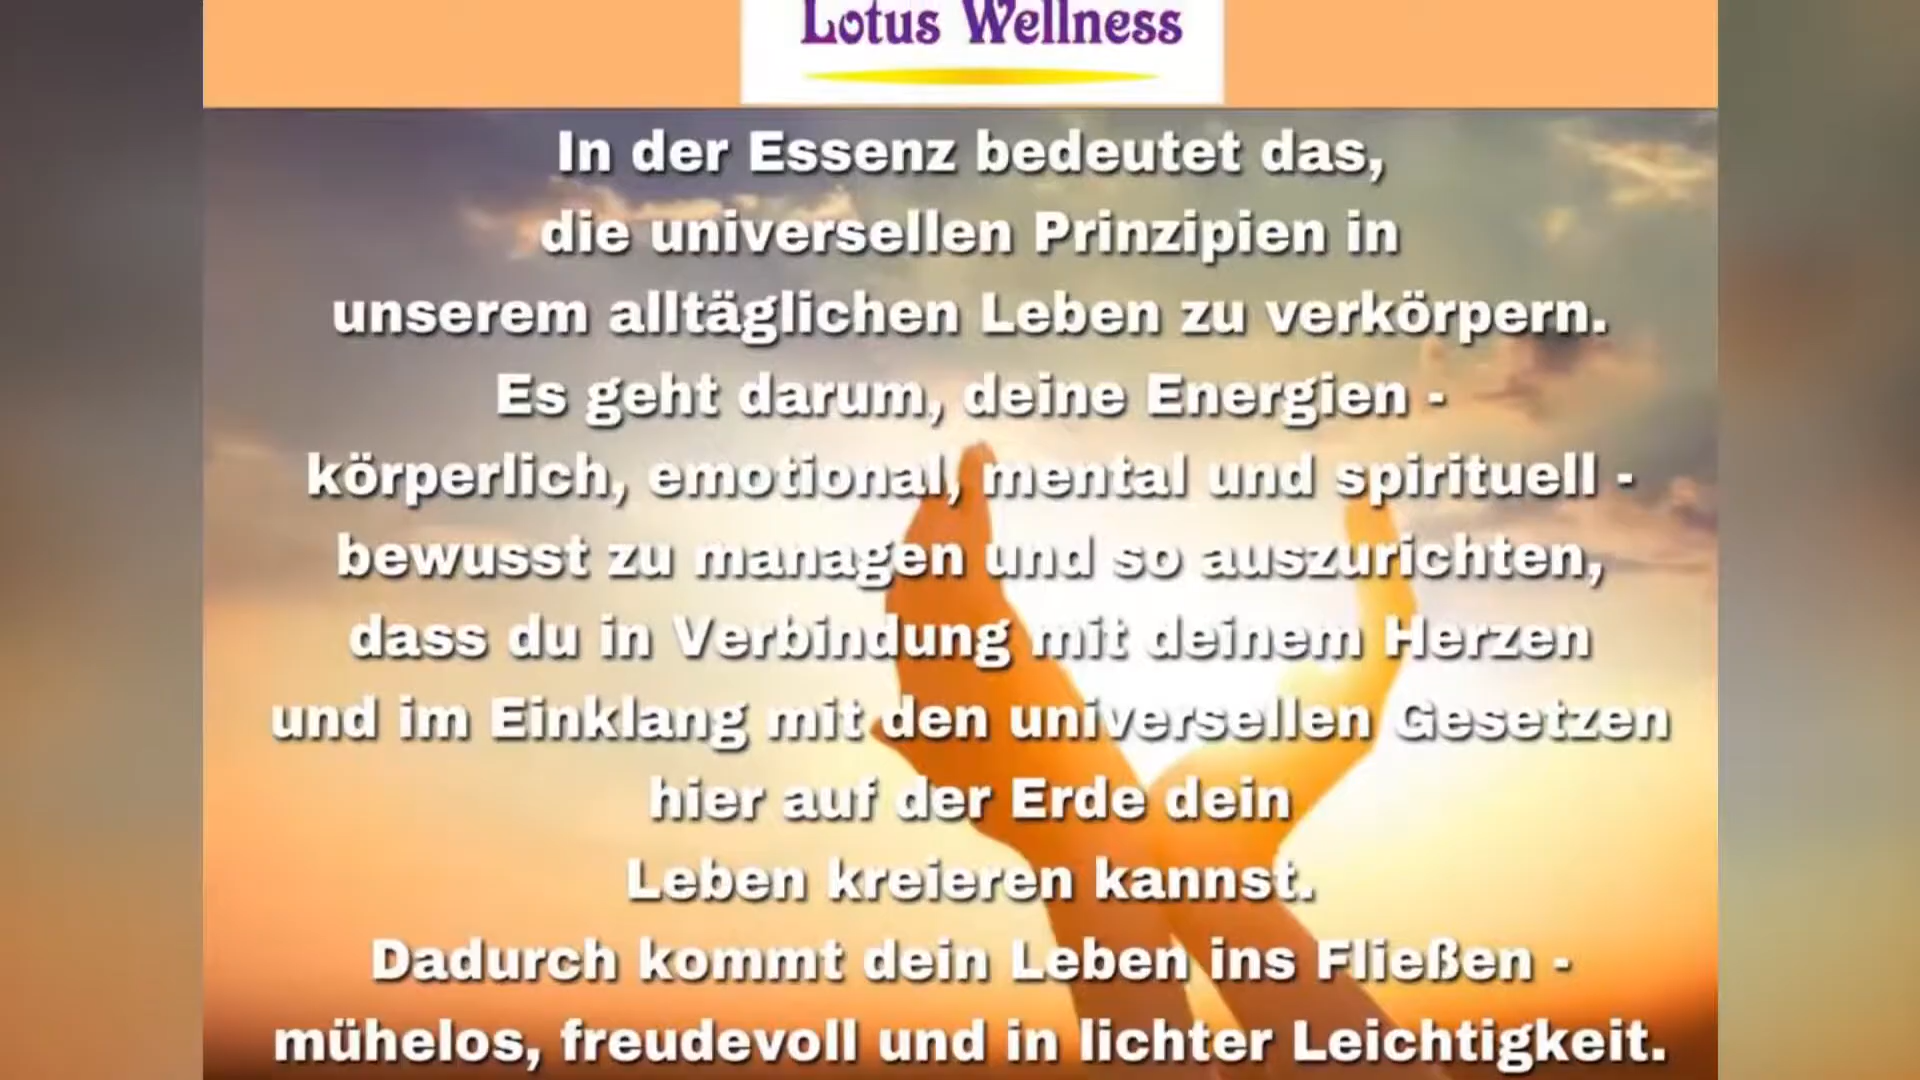 Lotus Wellness
In der Essenz bedeutet das,
die universellen Prinzipien in
unserem alltäglichen Leben zu verkörpern.
Es geht darum, deine Energien -
körperlich, emotional, mental und spirituell -
bewusst zu managen und so auszurichten,
dass du in Verbindung mit deinem Herzen
und im Einklang mit den universellen Gesetzen
hier auf der Erde dein
Leben kreieren kannst.
Dadurch kommt dein Leben ins Fließen -
mühelos, freudevoll und in lichter Leichtigkeit.